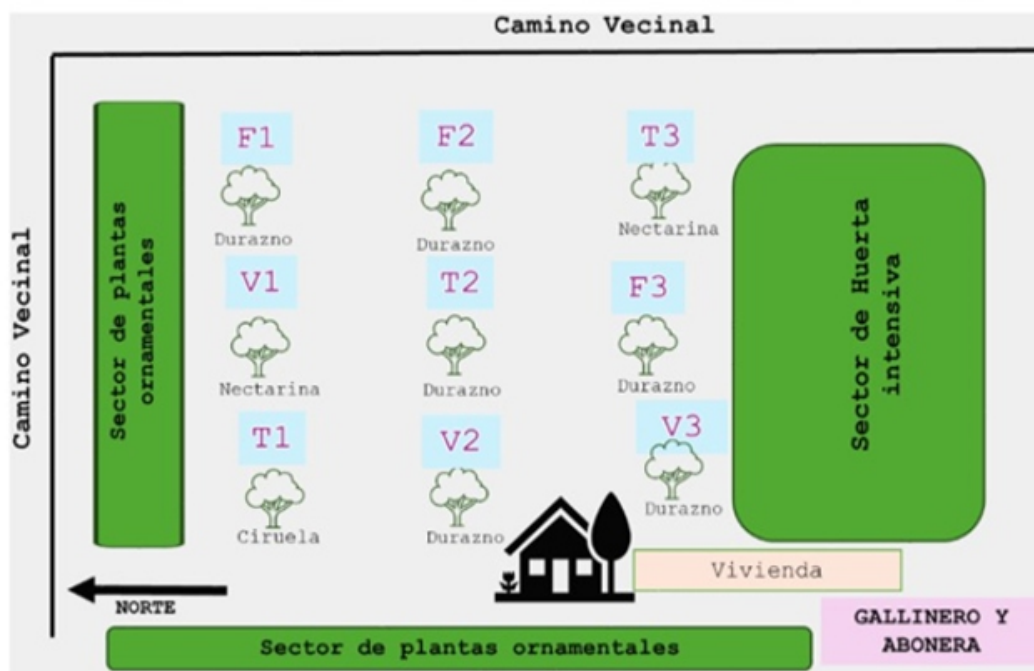 Camino Vecinal
Camino Vecinal
Sector de plantas
ornamentales
F1
F2
T3
Durazno
Durazno
Nectarina
V1
T2
F3
Nectarina
Durazno
Durazno
T1
V2
V3
Ciruela
Durazno
Durazno
Sector de Huerta
intensiva
Vivienda
NORTE
Sector de plantas ornamentales
GALLINERO Y
ABONERA